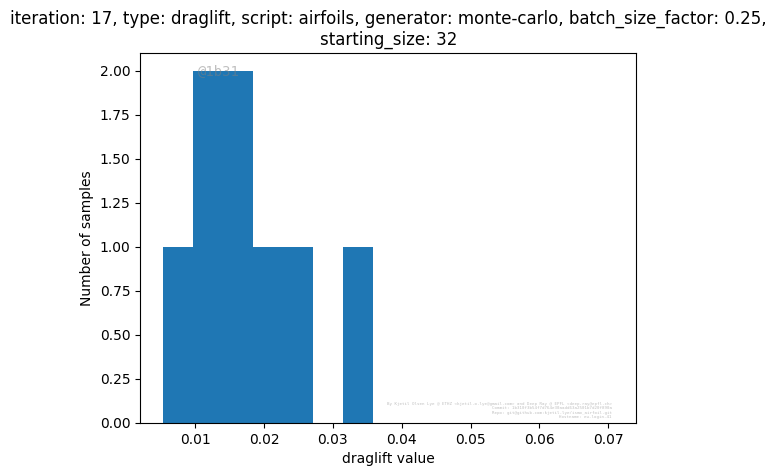 iteration: 17, type: draglift, script: airfoils, generator: monte-carlo, batch_size_factor: 0.25,
starting_size: 32
@1b31
2.00
1.75
1.50
1.25
1.00
0.75
0.50
0.25
0.00
Number of samples
0.01 0.02 0.03 0.04 0.05 0.06 0.07
draglift value